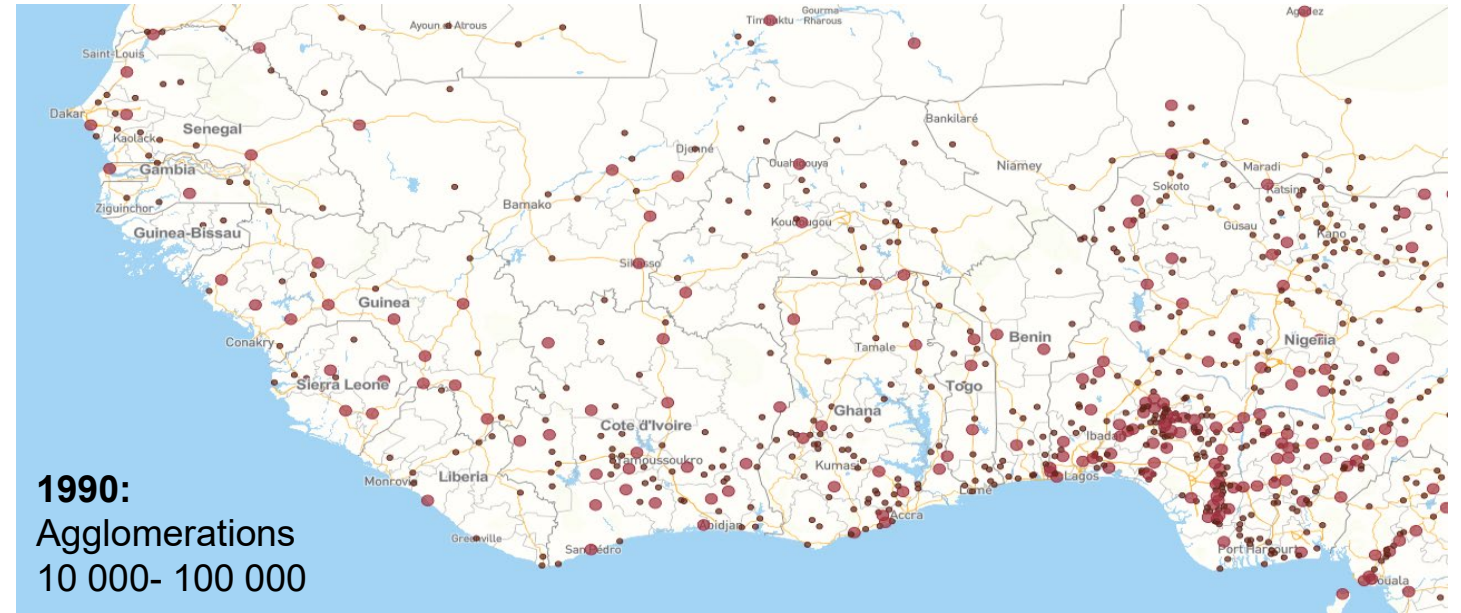 Gourma-
Rharous
Timbuktu
Agadez
Ayoun el Atrous
Saint-Louis
Dakar
Bankilaré
Senegal
Kaolack
Djenné
Ouahigouya
Niamey
Maradi
Gambia
Sokoto
Katsina
Bamako
Ziguinchor
Koudougou
Gusau
Kano
Guinea-Bissau
Sikasso
Guinea
Benin
Nigeria
Conakry
Tamale
Sierra Leone
Togo
Ghana
Cote d'Ivoire
Ibadan
Yamoussoukro
Kumasi
Liberia
Monrovia
Lagos
Lomé
Accra
Abidjan
Greenville
San Pédro
Port Harcourt
Douala
1990:
Agglomerations
10 000- 100 000